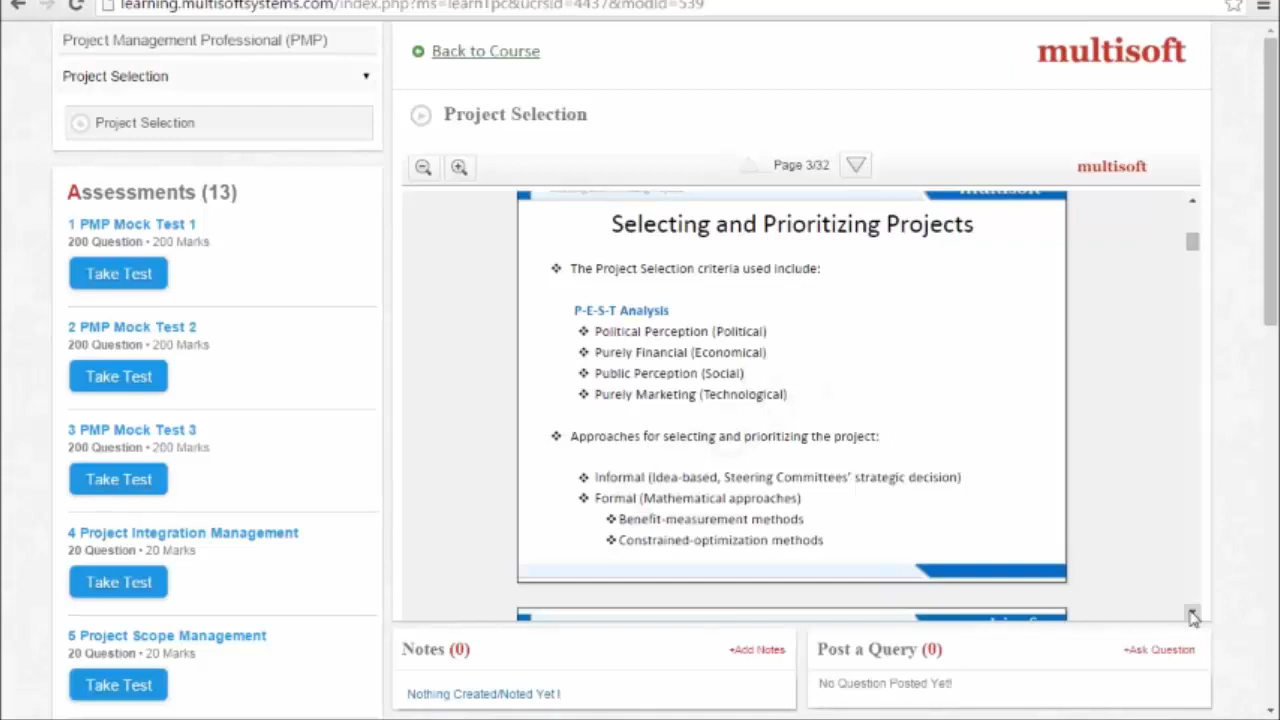 learning.multisoftsystems.com/index.php?ms=learn1pc&ucrsid=4437&modid=539
Project Management Professional (PMP)
Project Selection
Project Selection
Assessments (13)
1 PMP Mock Test 1
200 Question • 200 Marks
Take Test
2 PMP Mock Test 2
200 Question • 200 Marks
Take Test
3 PMP Mock Test 3
200 Question • 200 Marks
Take Test
4 Project Integration Management
20 Question • 20 Marks
Take Test
5 Project Scope Management
20 Question • 20 Marks
Take Test
Back to Course
multisoft
Project Selection
Page 3/32
multisoft
multisoft
Selecting and Prioritizing Projects
The Project Selection criteria used include:
P-E-S-T Analysis
Political Perception (Political)
Purely Financial (Economical)
Public Perception (Social)
Purely Marketing (Technological)
Approaches for selecting and prioritizing the project:
Informal (Idea-based, Steering Committees' strategic decision)
Formal (Mathematical approaches)
Benefit-measurement methods
Constrained-optimization methods
Notes (0)
+Add Notes
Nothing Created/Noted Yet !
Post a Query (0)
+Ask Question
No Question Posted Yet!